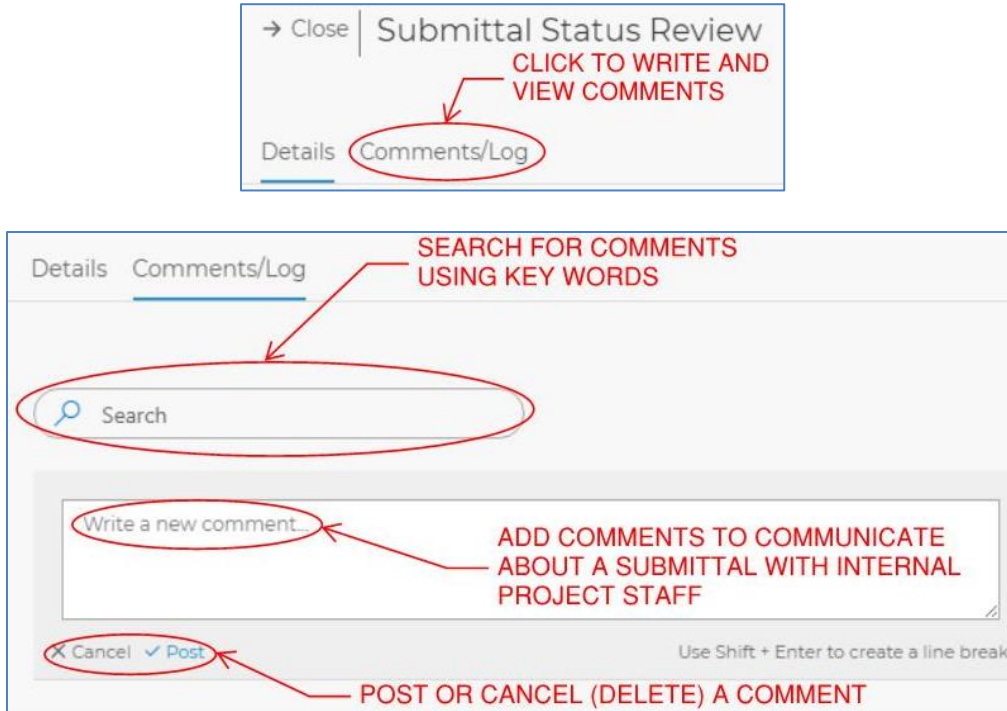 → Close | Submittal Status Review
CLICK TO WRITE AND
VIEW COMMENTS
Details Comments/Log
Details Comments/Log
SEARCH FOR COMMENTS
USING KEY WORDS
Search
Write a new comment...
ADD COMMENTS TO COMMUNICATE
ABOUT A SUBMITTAL WITH INTERNAL
PROJECT STAFF
X Cancel ✓ Post
Use Shift + Enter to create a line break
POST OR CANCEL (DELETE) A COMMENT